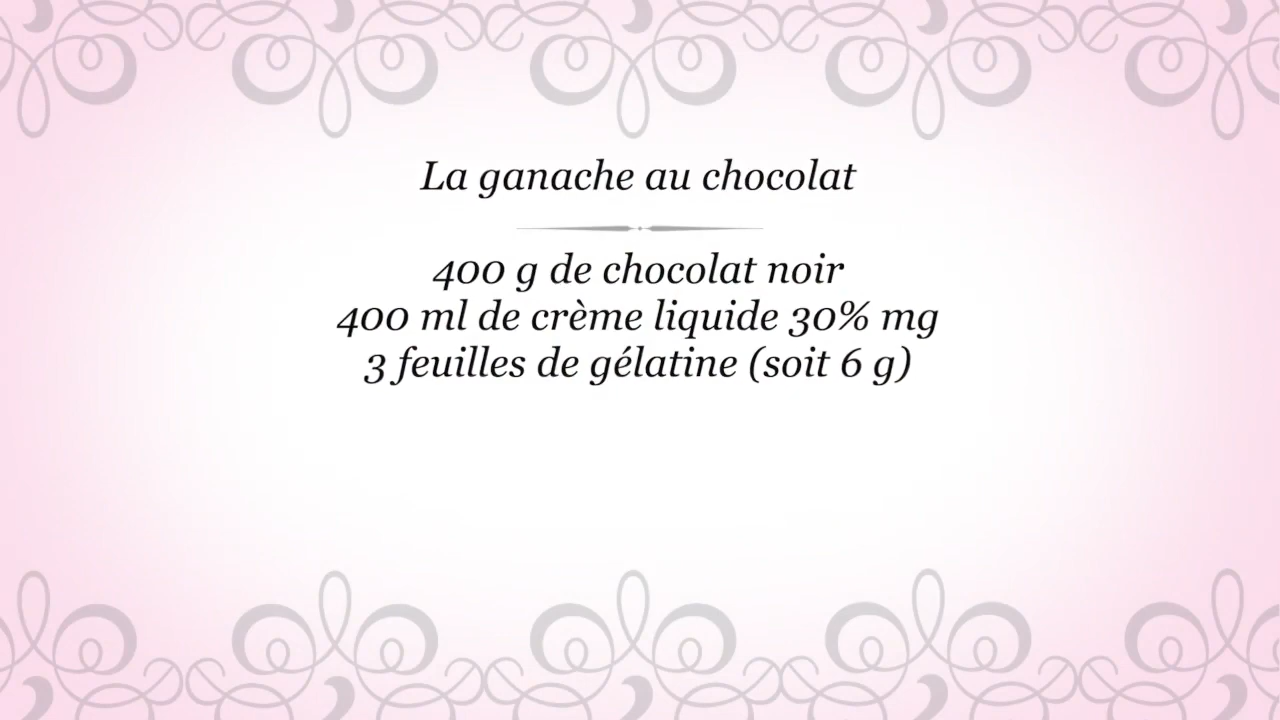 La ganache au chocolat
400 g de chocolat noir
400 ml de crème liquide 30% mg
3 feuilles de gélatine (soit 6 g)